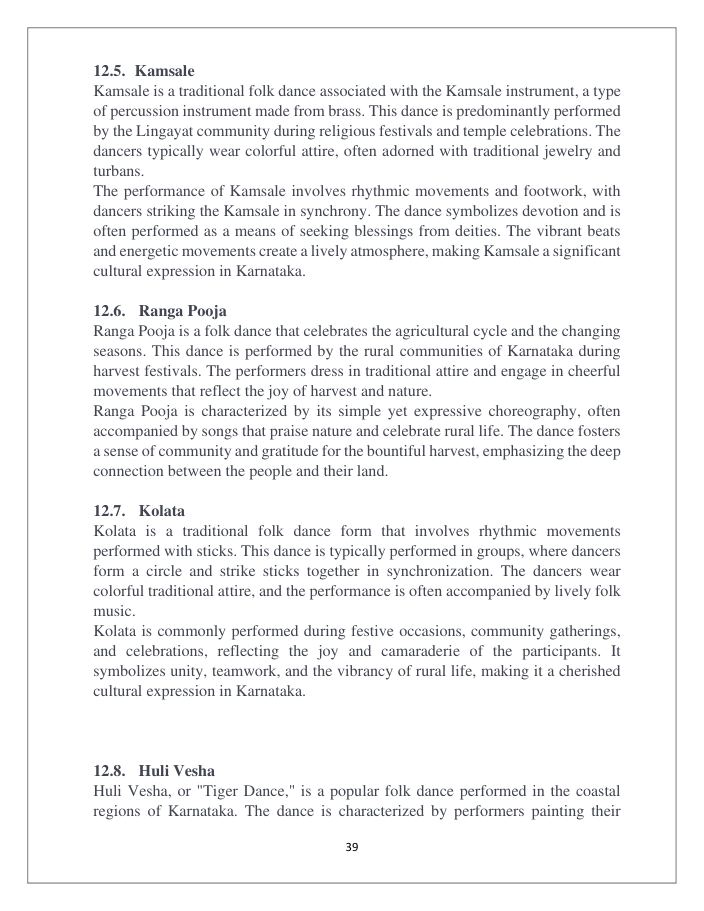 12.5. Kamsale
Kamsale is a traditional folk dance associated with the Kamsale instrument, a type
of percussion instrument made from brass. This dance is predominantly performed
by the Lingayat community during religious festivals and temple celebrations. The
dancers typically wear colorful attire, often adorned with traditional jewelry and
turbans.
The performance of Kamsale involves rhythmic movements and footwork, with
dancers striking the Kamsale in synchrony. The dance symbolizes devotion and is
often performed as a means of seeking blessings from deities. The vibrant beats
and energetic movements create a lively atmosphere, making Kamsale a significant
cultural expression in Karnataka.
12.6. Ranga Pooja
Ranga Pooja is a folk dance that celebrates the agricultural cycle and the changing
seasons. This dance is performed by the rural communities of Karnataka during
harvest festivals. The performers dress in traditional attire and engage in cheerful
movements that reflect the joy of harvest and nature.
Ranga Pooja is characterized by its simple yet expressive choreography, often
accompanied by songs that praise nature and celebrate rural life. The dance fosters
a sense of community and gratitude for the bountiful harvest, emphasizing the deep
connection between the people and their land.
12.7. Kolata
Kolata is a traditional folk dance form that involves rhythmic movements
performed with sticks. This dance is typically performed in groups, where dancers
form a circle and strike sticks together in synchronization. The dancers wear
colorful traditional attire, and the performance is often accompanied by lively folk
music.
Kolata is commonly performed during festive occasions, community gatherings,
and celebrations, reflecting the joy and camaraderie of the participants. It
symbolizes unity, teamwork, and the vibrancy of rural life, making it a cherished
cultural expression in Karnataka.
12.8. Huli Vesha
Huli Vesha, or "Tiger Dance," is a popular folk dance performed in the coastal
regions of Karnataka. The dance is characterized by performers painting their
39